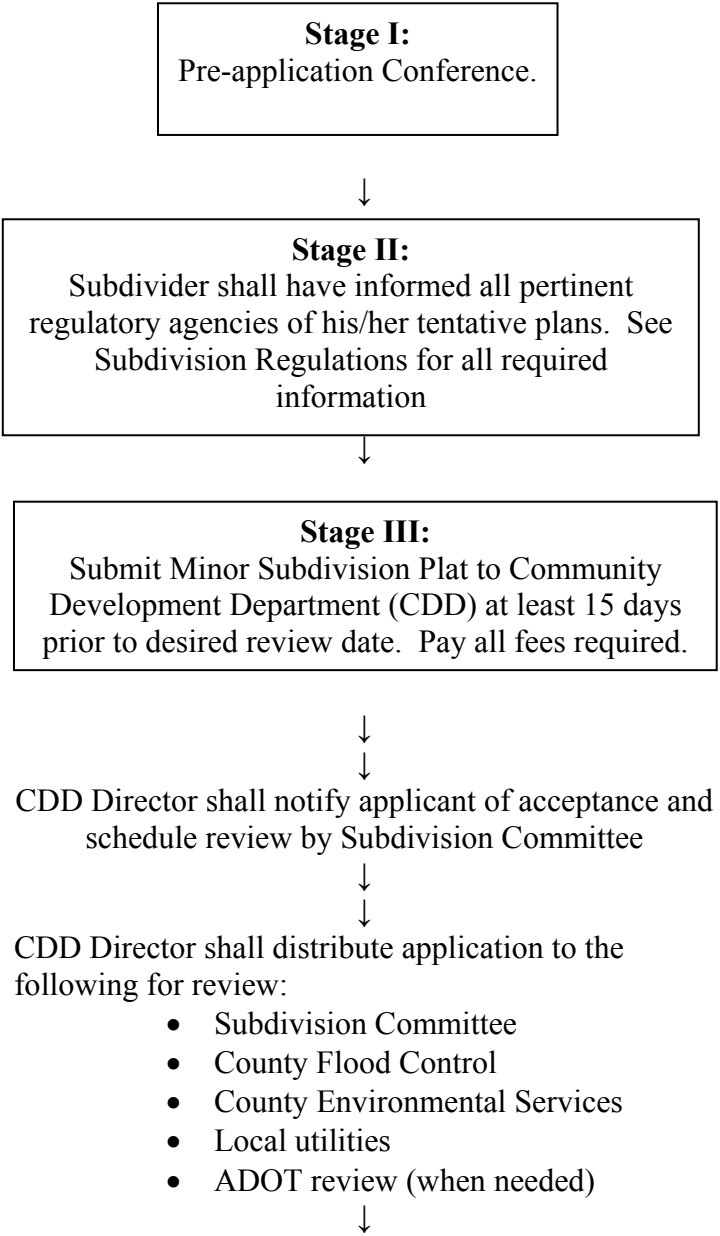 Stage I:
Pre-application Conference.
↓
Stage II:
Subdivider shall have informed all pertinent
regulatory agencies of his/her tentative plans.  See
Subdivision Regulations for all required
information
↓
Stage III:
Submit Minor Subdivision Plat to Community
Development Department (CDD) at least 15 days
prior to desired review date.  Pay all fees required.
↓
↓
CDD Director shall notify applicant of acceptance and
schedule review by Subdivision Committee
↓
↓
CDD Director shall distribute application to the
following for review:
• Subdivision Committee
• County Flood Control
• County Environmental Services
• Local utilities
• ADOT review (when needed)
↓